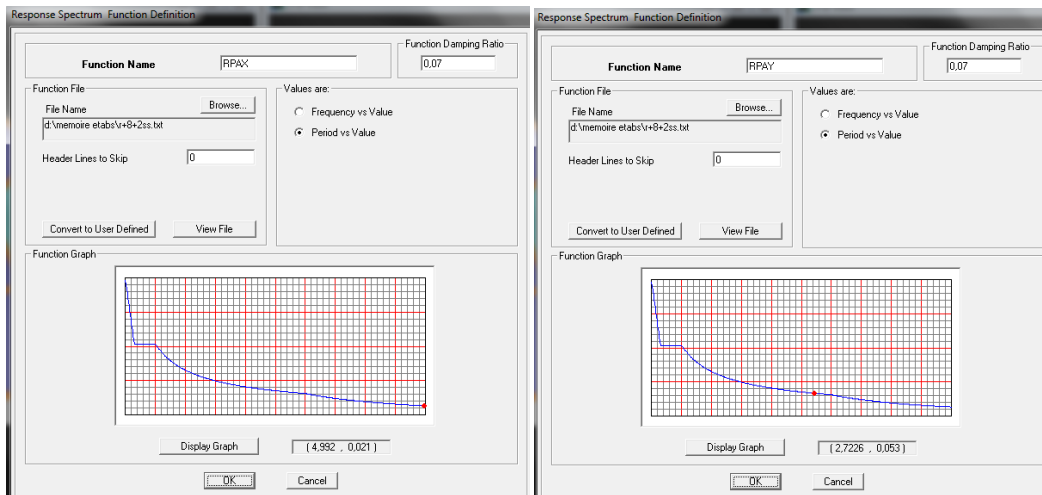 Response Spectrum Function Definition
Function Name
RPAX
Function Damping Ratio
0,07
Function File
File Name
Browse...
d:\memoire etabs\r+8+2ss.txt
Header Lines to Skip
0
Convert to User Defined
View File
Values are:
Frequency vs Value
Period vs Value
Function Graph
Display Graph
( 4,992 , 0,021 )
OK
Cancel
Response Spectrum Function Definition
Function Name
RPAY
Function Damping Ratio
0,07
Function File
File Name
Browse...
d:\memoire etabs\r+8+2ss.txt
Header Lines to Skip
0
Convert to User Defined
View File
Values are:
Frequency vs Value
Period vs Value
Function Graph
Display Graph
( 2,7226 , 0,053 )
OK
Cancel